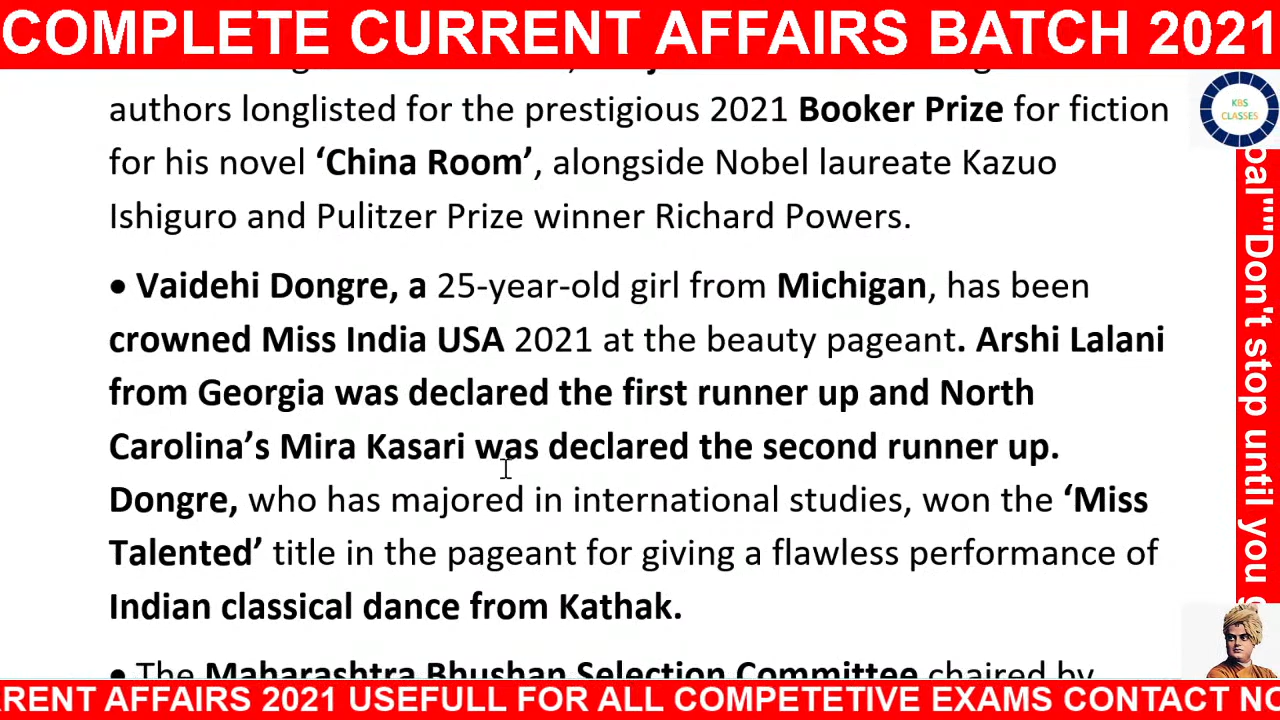 COMPLETE CURRENT AFFAIRS BATCH 2021
KBS
CLASSES
authors longlisted for the prestigious 2021 Booker Prize for fiction
for his novel ‘China Room’, alongside Nobel laureate Kazuo
Ishiguro and Pulitzer Prize winner Richard Powers.
• Vaidehi Dongre, a 25-year-old girl from Michigan, has been
crowned Miss India USA 2021 at the beauty pageant. Arshi Lalani
from Georgia was declared the first runner up and North
Carolina’s Mira Kasari was declared the second runner up.
Dongre, who has majored in international studies, won the ‘Miss
Talented’ title in the pageant for giving a flawless performance of
Indian classical dance from Kathak.
• The Maharashtra Bhushan Selection Committee chaired by
""Don't stop until you
RRENT AFFAIRS 2021 USEFULL FOR ALL COMPETETIVE EXAMS CONTACT NO